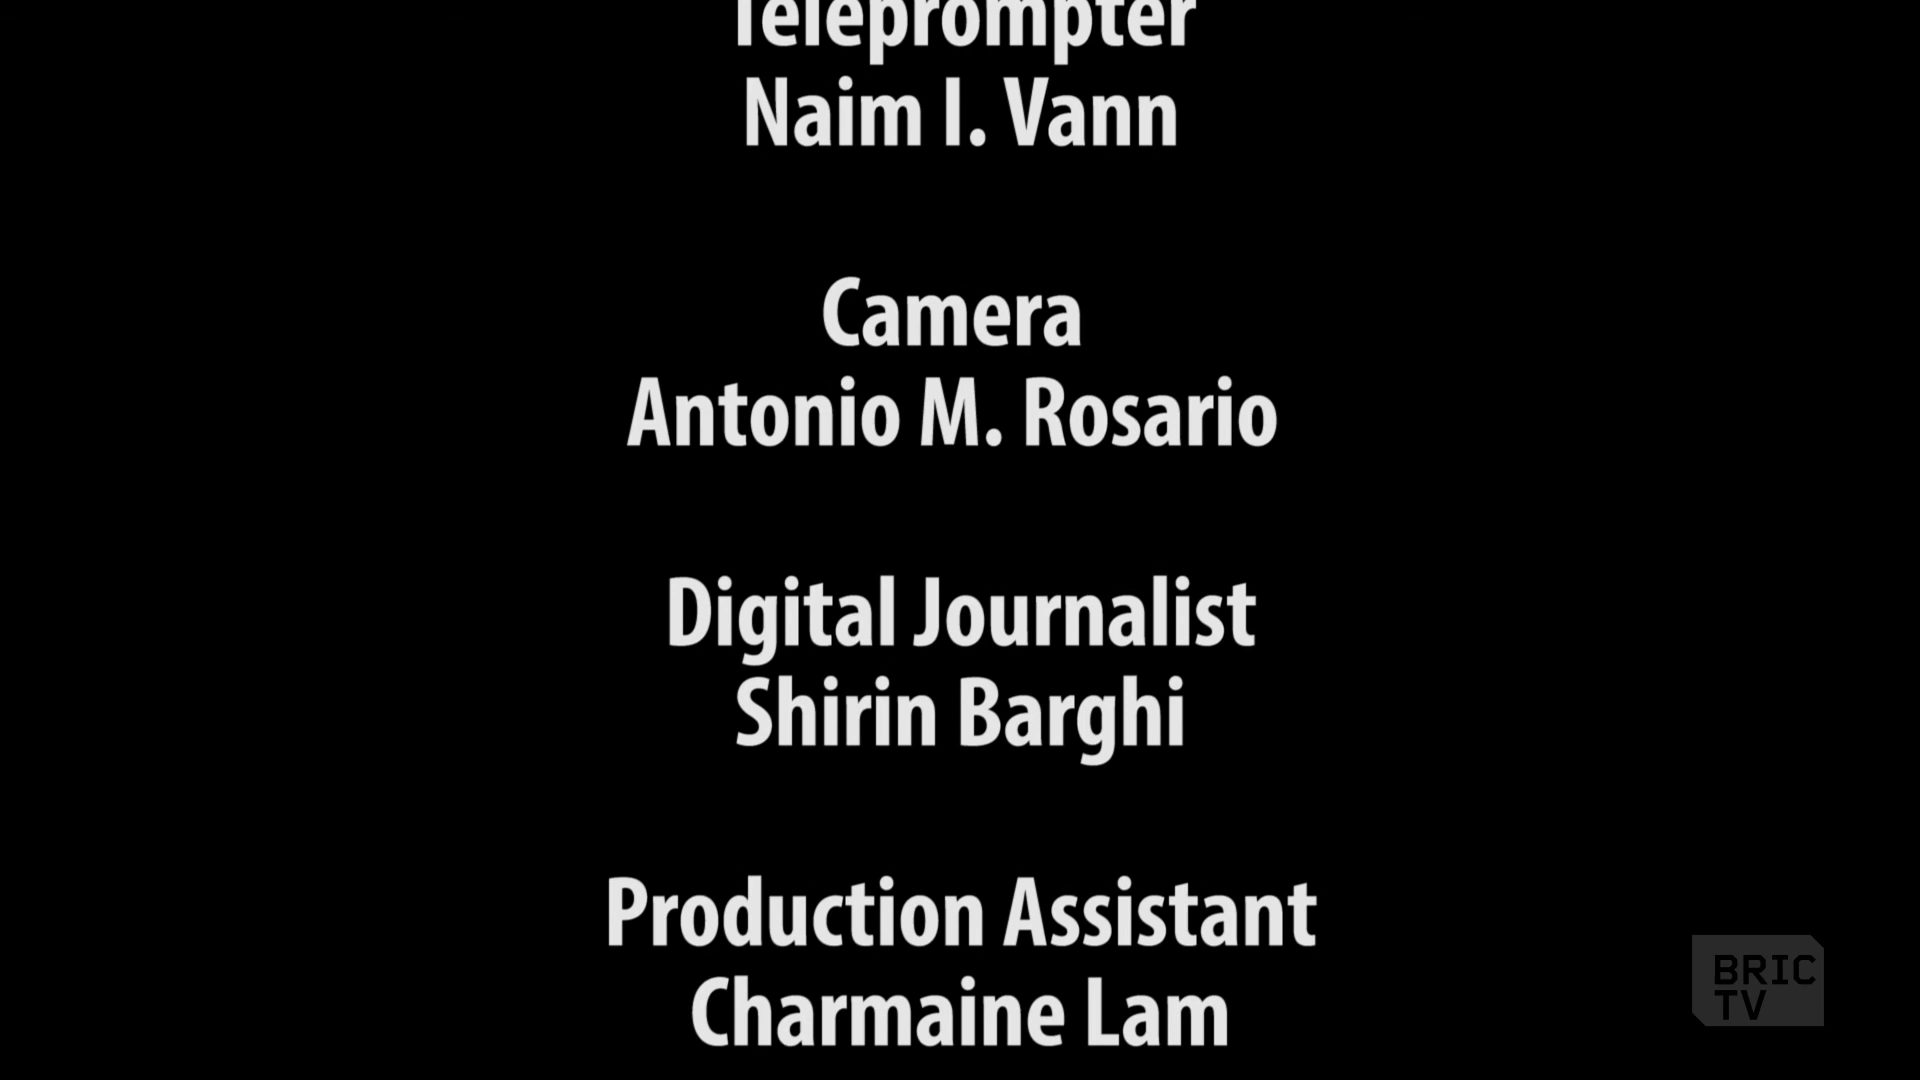 Teleprompter
Naim I. Vann
Camera
Antonio M. Rosario
Digital Journalist
Shirin Barghi
Production Assistant
Charmaine Lam
BRIC
TV